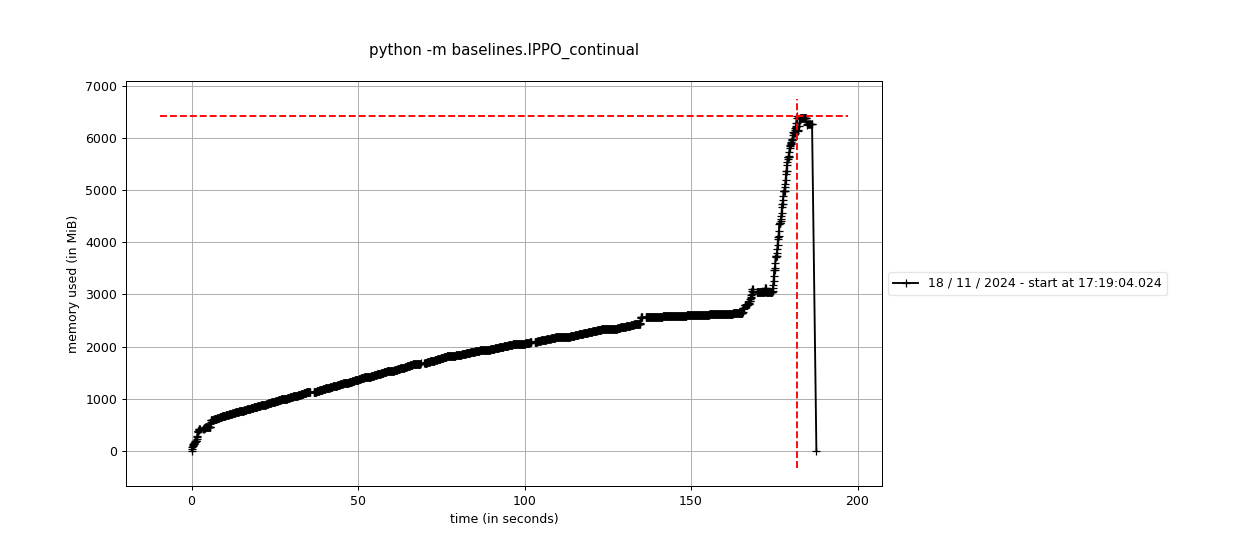 python -m baselines.IPPO_continual
7000
6000
5000
4000
3000
2000
1000
0
memory used (in MiB)
0 50 100 150 200
time (in seconds)
18 / 11 / 2024 - start at 17:19:04.024